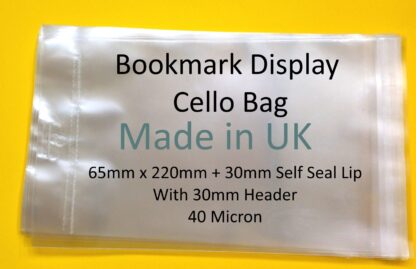 Bookmark Display
Cello Bag
Made in UK
65mm x 220mm + 30mm Self Seal Lip
With 30mm Header
40 Micron